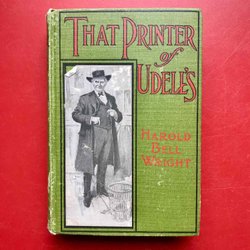 THAT PRINTER
of
UDELL'S
HAROLD
BELL
WRIGHT